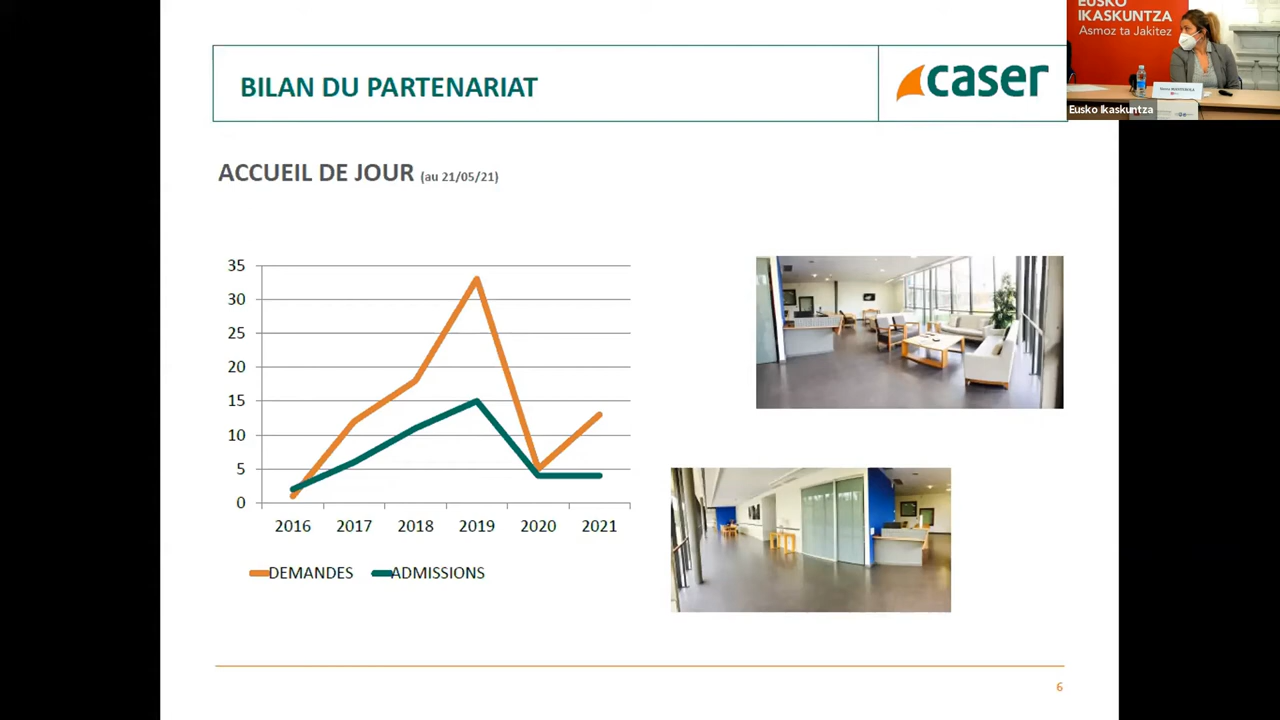 BILAN DU PARTENARIAT
caser
EUSKO
IKASKUNTZA
Asmoz ta Jakitez
Eusko Ikaskuntza
ACCUEIL DE JOUR (au 21/05/21)
35
30
25
20
15
10
5
0
2016 2017 2018 2019 2020 2021
DEMANDES ADMISSIONS
6